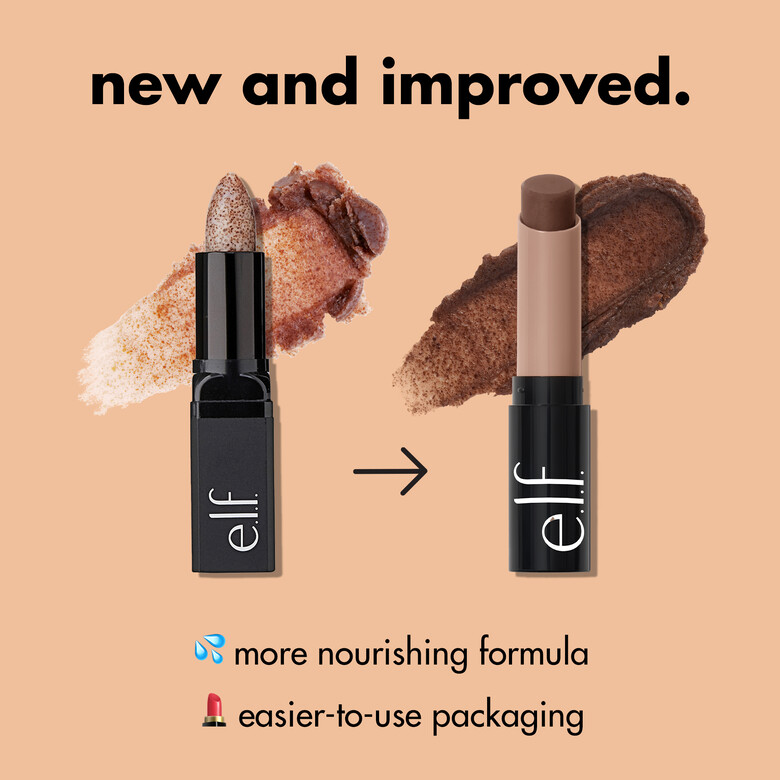 new and improved.
e.l.f.
e.l.f.
💦 more nourishing formula
💄 easier-to-use packaging